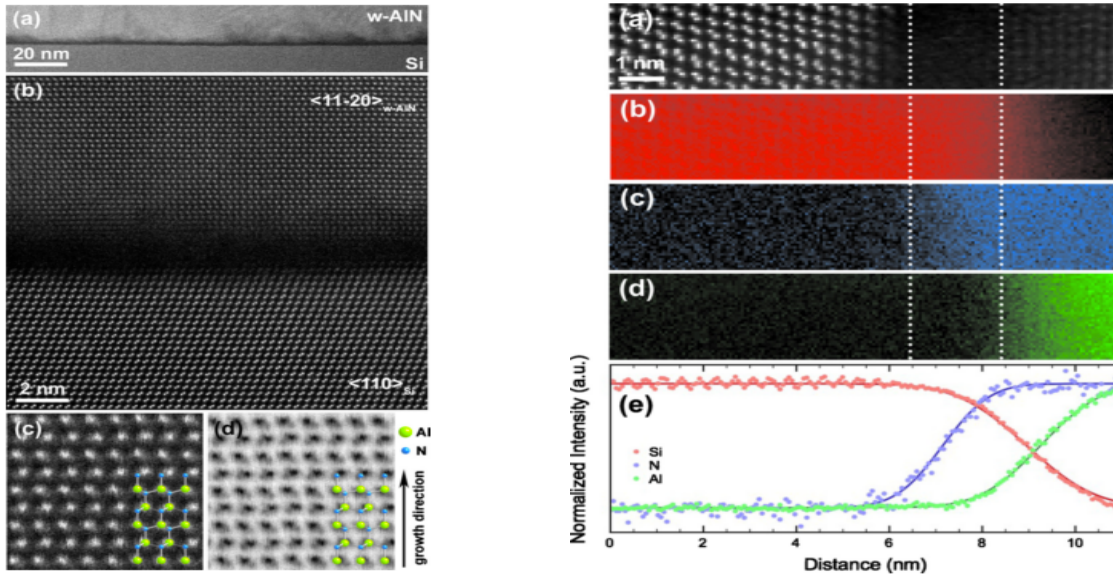 (a)
w-AlN
20 nm
Si
(b)
<11-20>w-AlN
2 nm
<110>Si
(c)
(d)
Al
N
growth direction
(a)
1 nm
(b)
(c)
(d)
Normalized Intensity (a.u.)
(e)
Si
N
Al
0 2 4 6 8 10
Distance (nm)